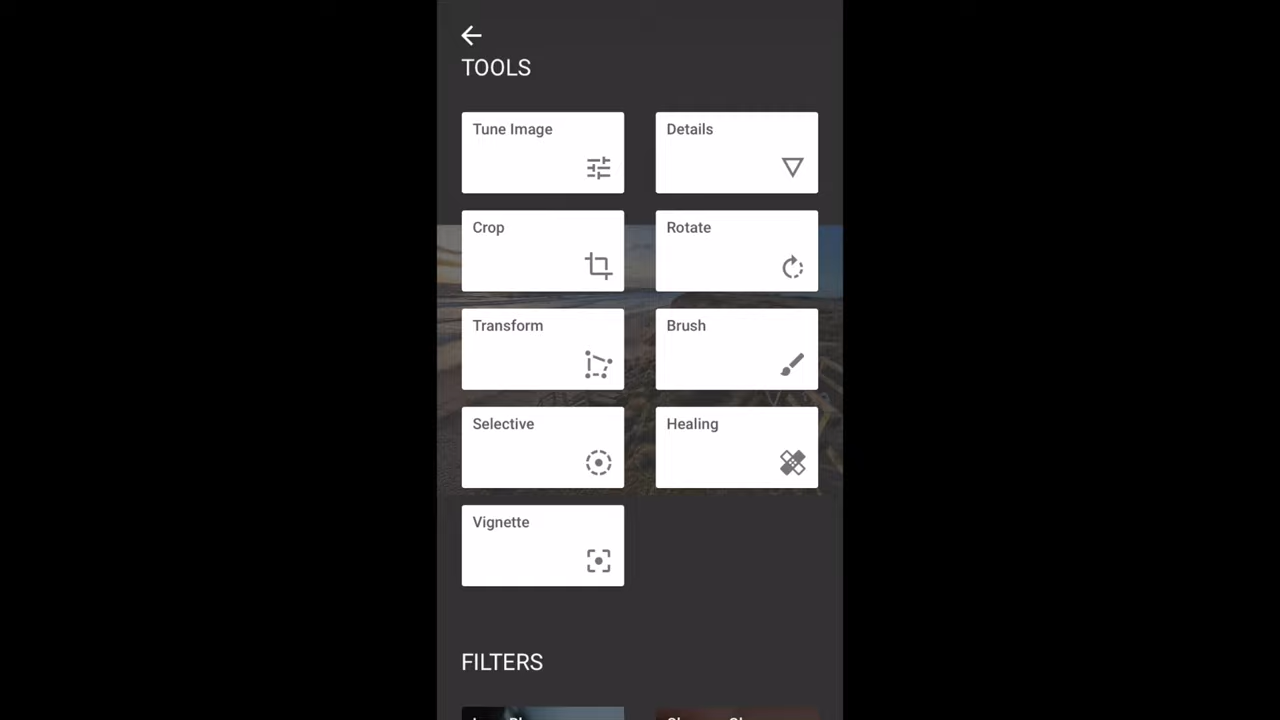 TOOLS
Tune Image
Details
Crop
Rotate
Transform
Brush
Selective
Healing
Vignette
FILTERS